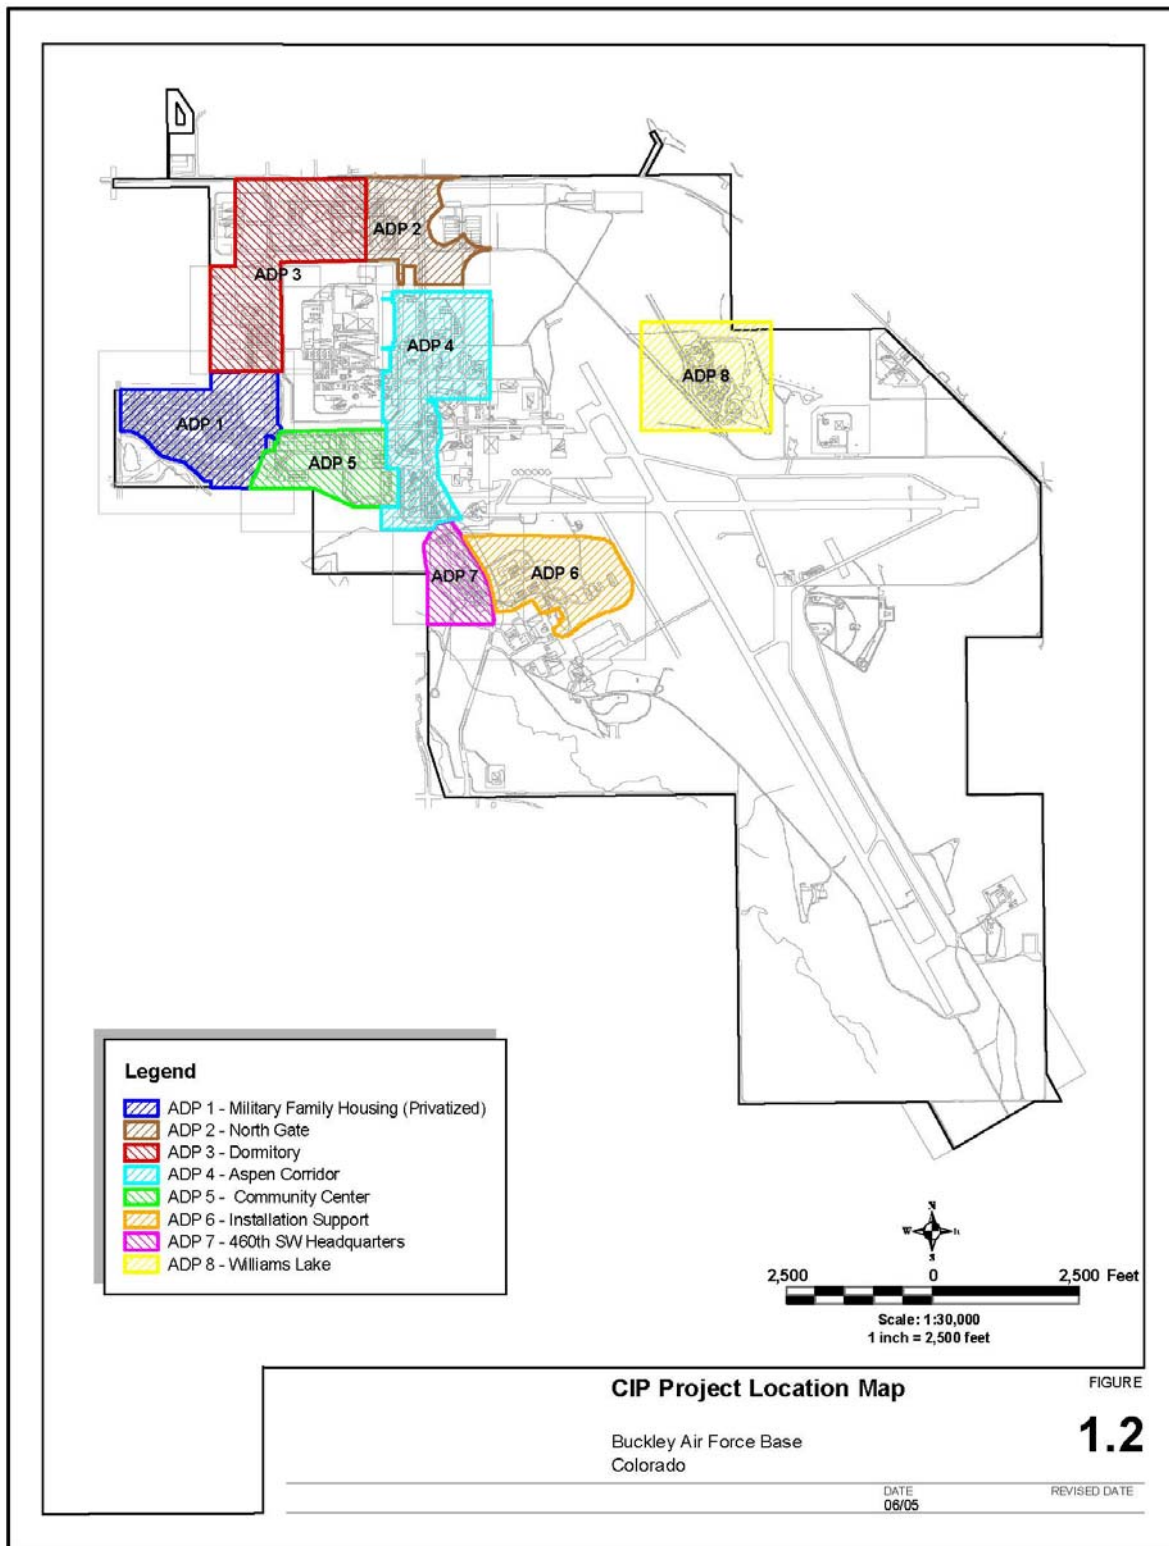 ADP 2
ADP 3
ADP 4
ADP 8
ADP 1
ADP 5
ADP 7
ADP 6
Legend
ADP 1 - Military Family Housing (Privatized)
ADP 2 - North Gate
ADP 3 - Dormitory
ADP 4 - Aspen Corridor
ADP 5 - Community Center
ADP 6 - Installation Support
ADP 7 - 460th SW Headquarters
ADP 8 - Williams Lake
N
W
E
S
2,500 0 2,500 Feet
Scale: 1:30,000
1 inch = 2,500 feet
CIP Project Location Map
FIGURE
1.2
Buckley Air Force Base
Colorado
DATE
06/05
REVISED DATE